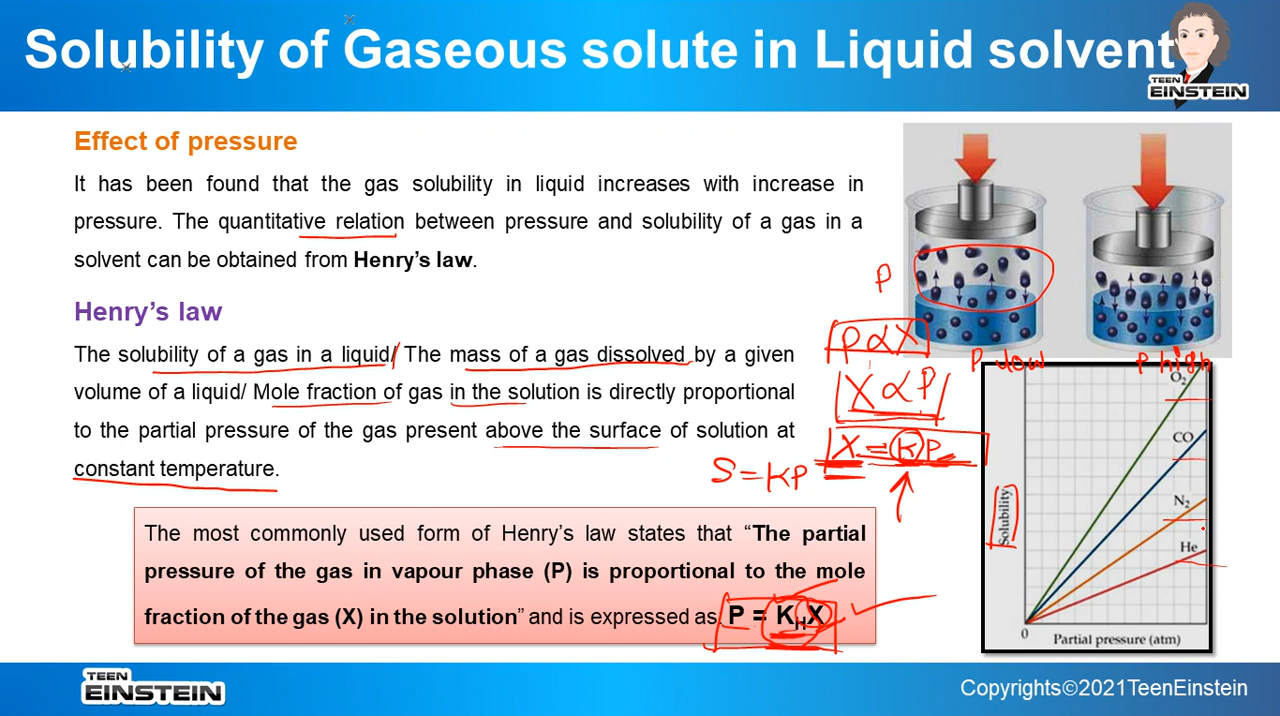 Solubility of Gaseous solute in Liquid solvent
TEEN
EINSTEIN
Effect of pressure
It has been found that the gas solubility in liquid increases with increase in
pressure. The quantitative relation between pressure and solubility of a gas in a
solvent can be obtained from Henry's law.
Henry's law
The solubility of a gas in a liquid/ The mass of a gas dissolved by a given
volume of a liquid/ Mole fraction of gas in the solution is directly proportional
to the partial pressure of the gas present above the surface of solution at
constant temperature.
P
P low
P high
P ∝ X
X ∝ P
X = KP
S = KP
The most commonly used form of Henry's law states that “The partial
pressure of the gas in vapour phase (P) is proportional to the mole
fraction of the gas (X) in the solution” and is expressed as P = KHX
O2
CO
N2
He
Solubility
0
Partial pressure (atm)
TEEN
EINSTEIN
Copyrights©2021TeenEinstein